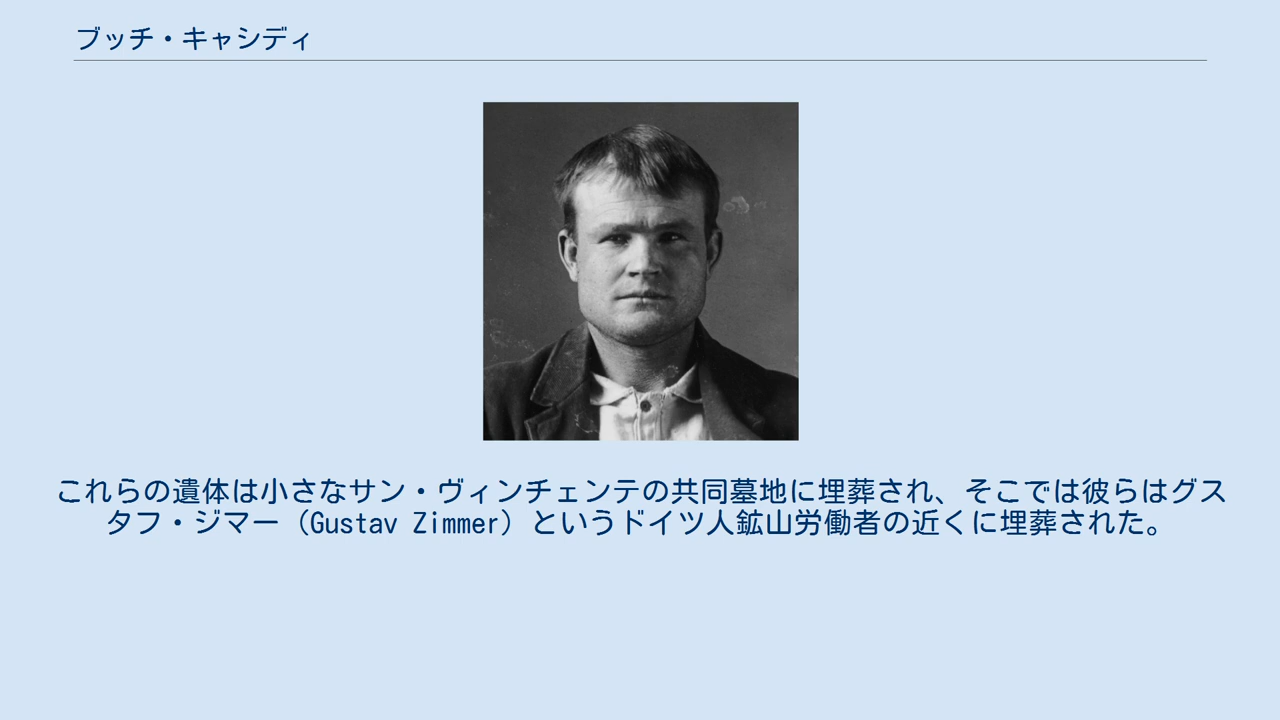 ブッチ・キャシディ
これらの遺体は小さなサン・ヴィンチェンテの共同墓地に埋葬され、そこでは彼らはグス
タフ・ジマー（Gustav Zimmer）というドイツ人鉱山労働者の近くに埋葬された。